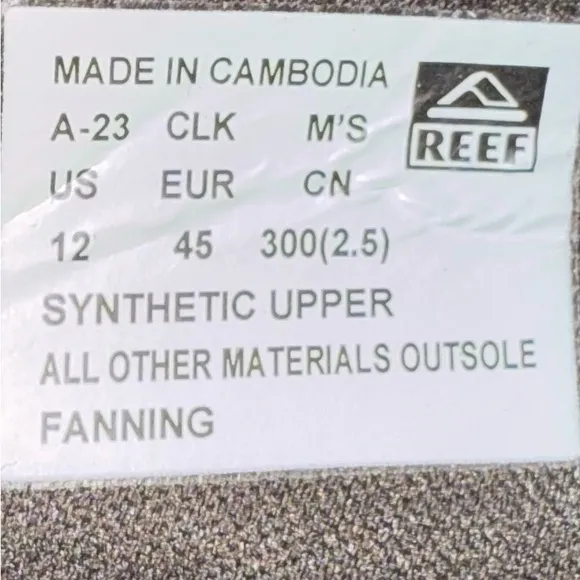 MADE IN CAMBODIA
REEF
A-23 CLK M'S
US EUR CN
12 45 300(2.5)
SYNTHETIC UPPER
ALL OTHER MATERIALS OUTSOLE
FANNING